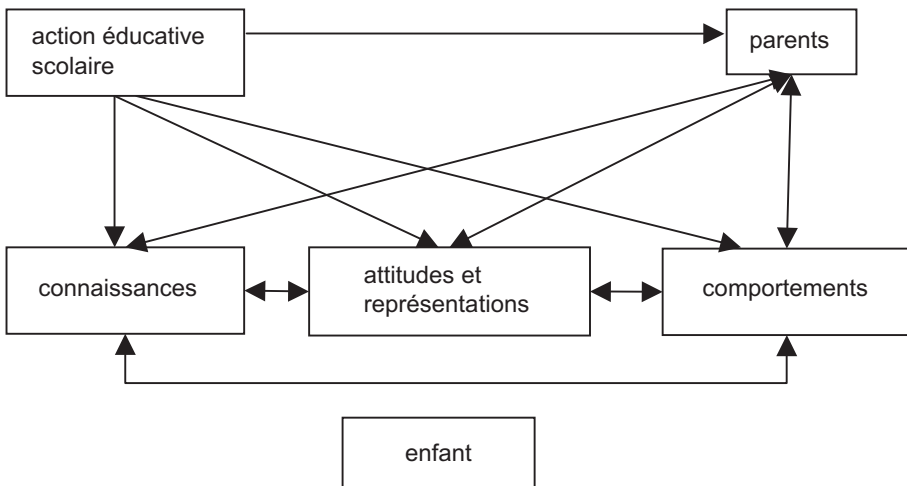 action éducative
scolaire
parents
connaissances
attitudes et
représentations
comportements
enfant